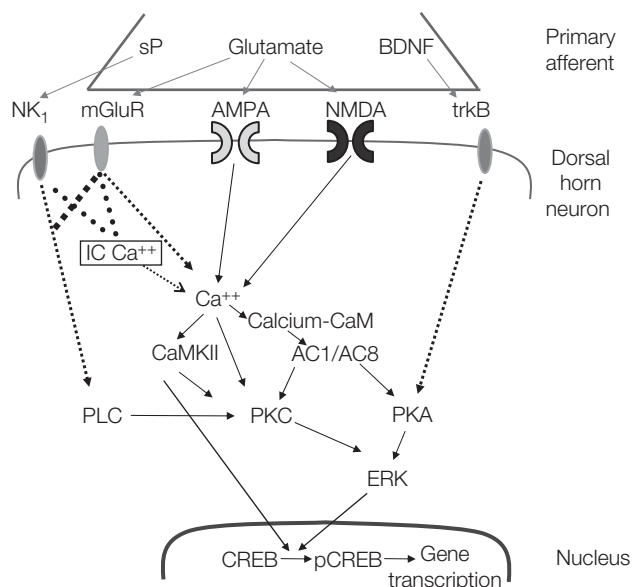 sP Glutamate BDNF Primary
afferent
NK₁ mGluR AMPA NMDA trkB
Dorsal
horn
neuron
IC Ca⁺⁺
Ca⁺⁺
Calcium-CaM
CaMKII AC1/AC8
PLC PKC PKA
ERK
CREB pCREB Gene
transcription
Nucleus